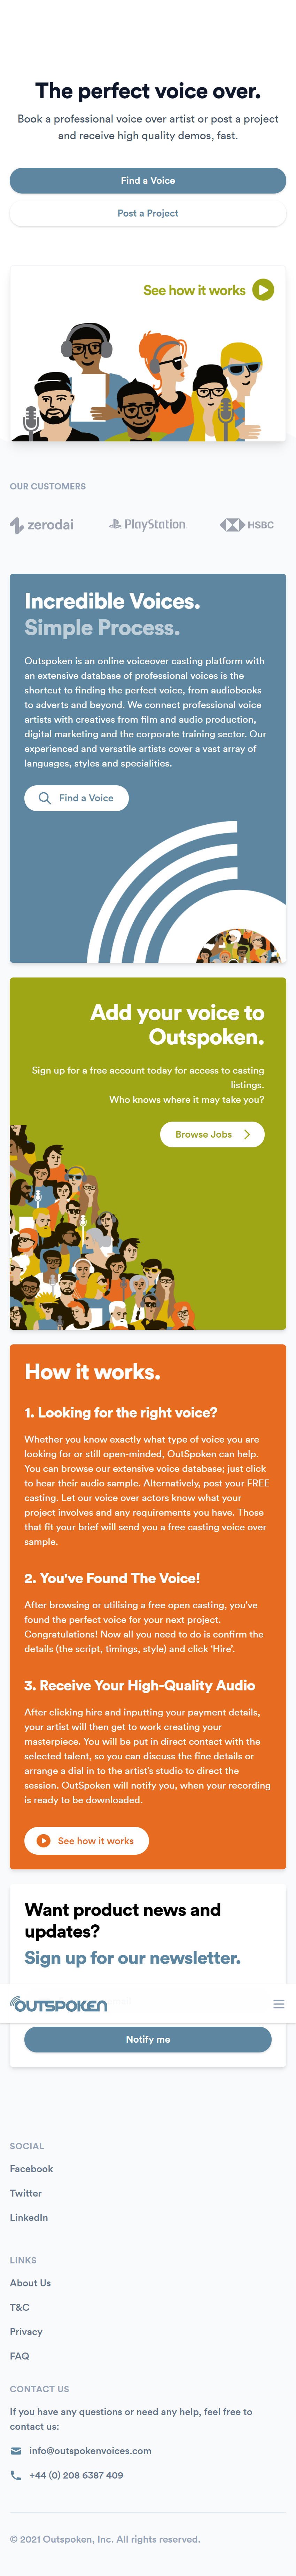 The perfect voice over.
Book a professional voice over artist or post a project
and receive high quality demos, fast.
Find a Voice
Post a Project
See how it works
OUR CUSTOMERS
zerodai
PlayStation
HSBC
Incredible Voices.
Simple Process.
Outspoken is an online voiceover casting platform with
an extensive database of professional voices is the
shortcut to finding the perfect voice, from audiobooks
to adverts and beyond. We connect professional voice
artists with creatives from film and audio production,
digital marketing and the corporate training sector. Our
experienced and versatile artists cover a vast array of
languages, styles and specialities.
Find a Voice
Add your voice to
Outspoken.
Sign up for a free account today for access to casting
listings.
Who knows where it may take you?
Browse Jobs
How it works.
1. Looking for the right voice?
Whether you know exactly what type of voice you are
looking for or still open-minded, OutSpoken can help.
You can browse our extensive voice database; just click
to hear their audio sample. Alternatively, post your FREE
casting. Let our voice over actors know what your
project involves and any requirements you have. Those
that fit your brief will send you a free casting voice over
sample.
2. You've Found The Voice!
After browsing or utilising a free open casting, you've
found the perfect voice for your next project.
Congratulations! Now all you need to do is confirm the
details (the script, timings, style) and click 'Hire'.
3. Receive Your High-Quality Audio
After clicking hire and inputting your payment details,
your artist will then get to work creating your
masterpiece. You will be put in direct contact with the
selected talent, so you can discuss the fine details or
arrange a dial in to the artist's studio to direct the
session. OutSpoken will notify you, when your recording
is ready to be downloaded.
See how it works
Want product news and
updates?
Sign up for our newsletter.
OUTSPOKEN
Notify me
SOCIAL
Facebook
Twitter
LinkedIn
LINKS
About Us
T&C
Privacy
FAQ
CONTACT US
If you have any questions or need any help, feel free to
contact us:
info@outspokenvoices.com
+44 (0) 208 6387 409
© 2021 Outspoken, Inc. All rights reserved.